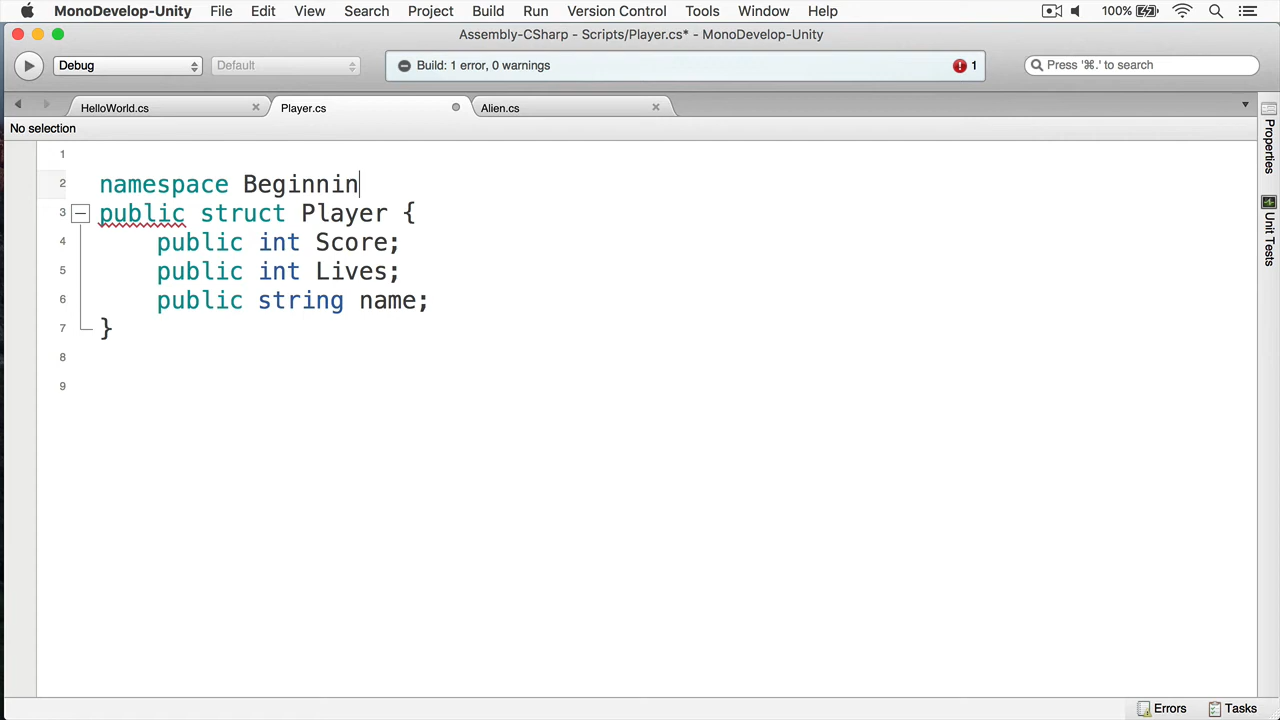 MonoDevelop-Unity File Edit View Search Project Build Run Version Control Tools Window Help 100%
Assembly-CSharp - Scripts/Player.cs* - MonoDevelop-Unity
Debug Default Build: 1 error, 0 warnings 1 Press '⌘.' to search
HelloWorld.cs Player.cs Alien.cs
No selection
1
2 namespace Beginnin
3 public struct Player {
4 public int Score;
5 public int Lives;
6 public string name;
7 }
8
9
Properties
Unit Tests
Errors Tasks